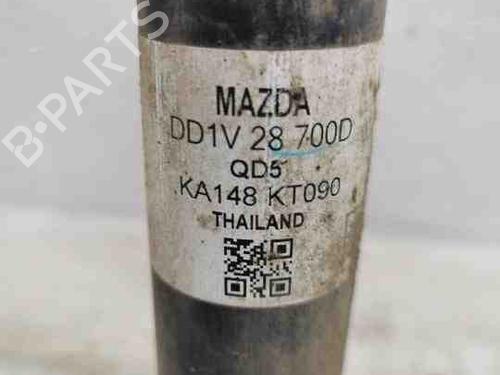 B-PARTS
MAZDA
DD1V 28 700D
QD5
KA148 KT090
THAILAND